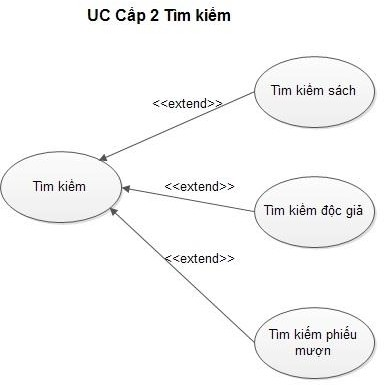 UC Cấp 2 Tìm kiếm
Tìm kiếm sách
<<extend>>
Tìm kiếm
<<extend>>
Tìm kiếm độc giả
<<extend>>
Tìm kiếm phiếu
mượn